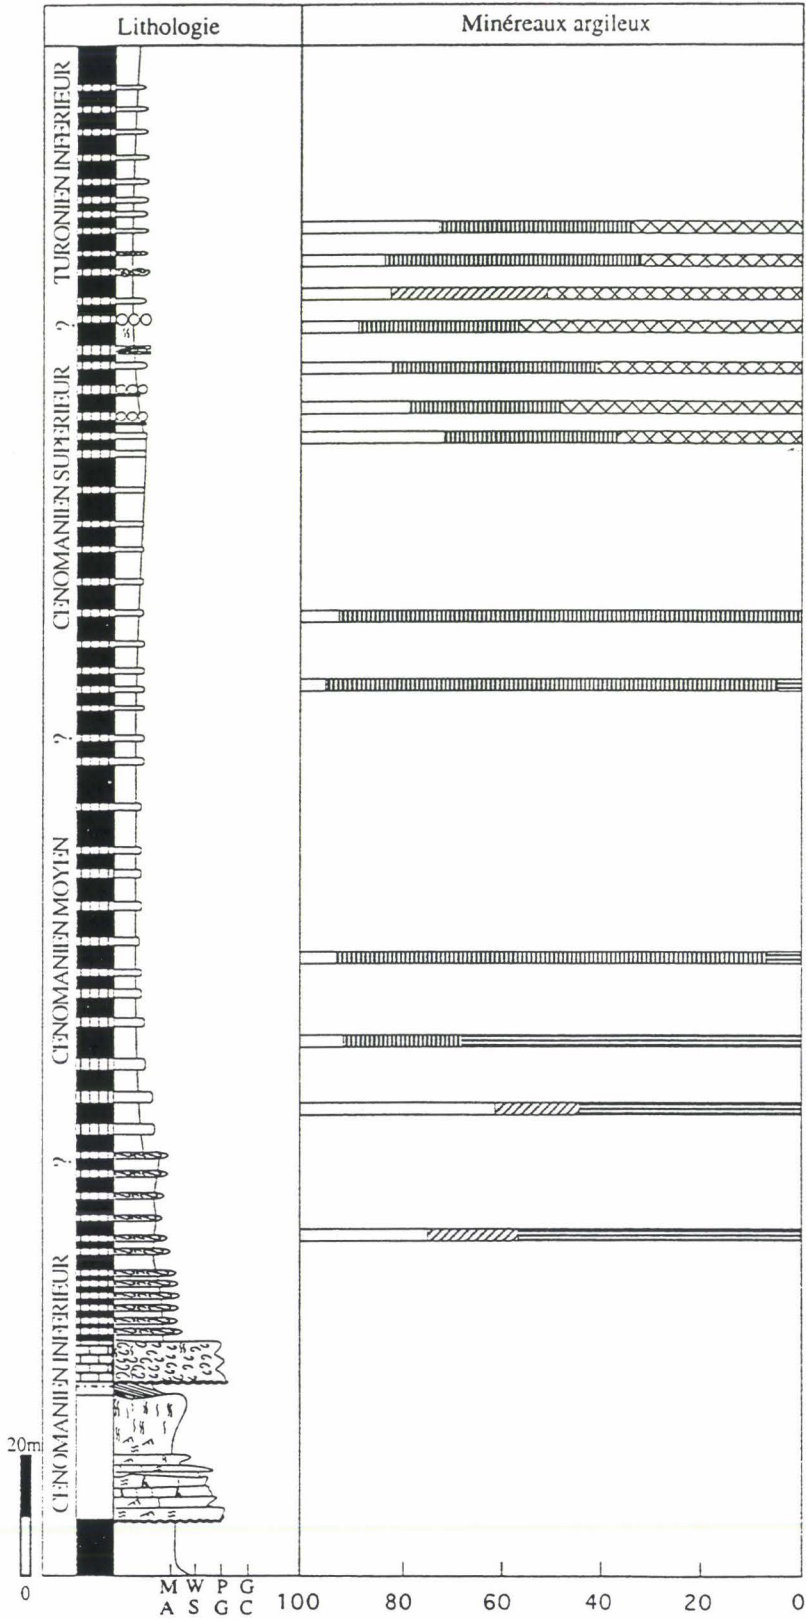 Lithologie
Minéreaux argileux
TURONIEN INFERIEUR
?
CENOMANIEN SUPERIEUR
?
CENOMANIEN MOYEN
?
CENOMANIEN INFERIEUR
20m
0
M W P G
A S G C
100 80 60 40 20 0